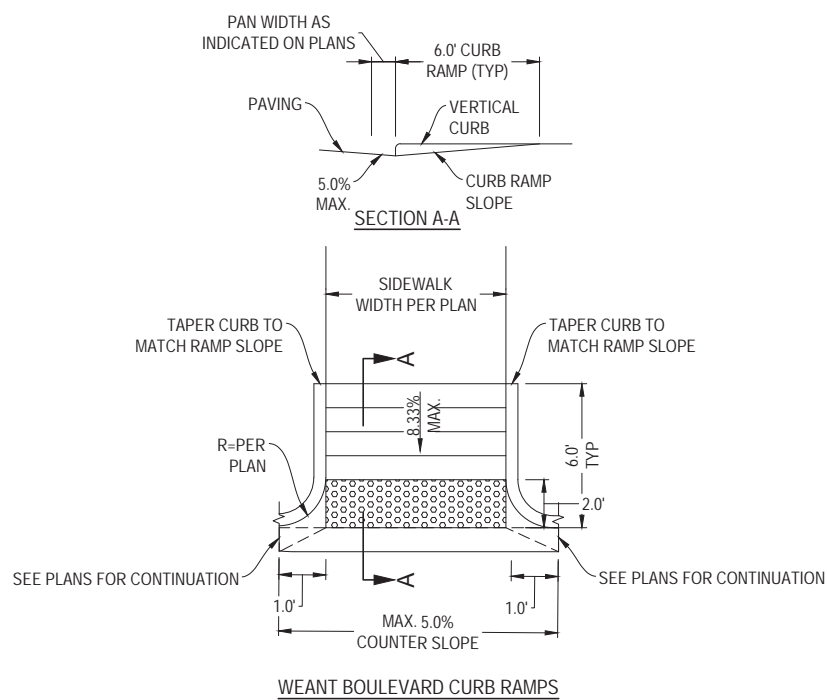 PAN WIDTH AS
INDICATED ON PLANS
6.0' CURB
RAMP (TYP)
PAVING
VERTICAL
CURB
5.0%
MAX.
CURB RAMP
SLOPE
SECTION A-A
SIDEWALK
WIDTH PER PLAN
TAPER CURB TO
MATCH RAMP SLOPE
TAPER CURB TO
MATCH RAMP SLOPE
A
8.33%
MAX.
R=PER
PLAN
6.0'
TYP
2.0'
SEE PLANS FOR CONTINUATION
A
SEE PLANS FOR CONTINUATION
1.0'
1.0'
MAX. 5.0%
COUNTER SLOPE
WEANT BOULEVARD CURB RAMPS